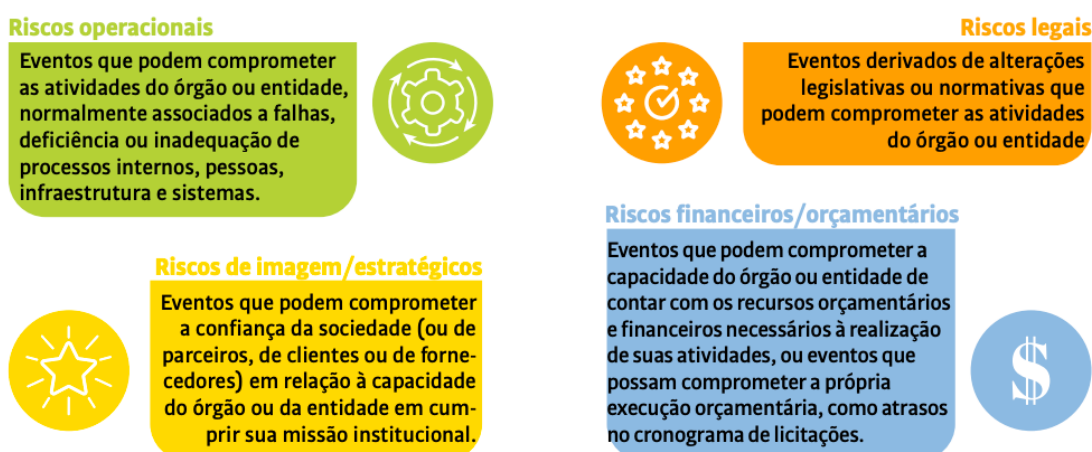 Riscos operacionais
Eventos que podem comprometer
as atividades do órgão ou entidade,
normalmente associados a falhas,
deficiência ou inadequação de
processos internos, pessoas,
infraestrutura e sistemas.
Riscos legais
Eventos derivados de alterações
legislativas ou normativas que
podem comprometer as atividades
do órgão ou entidade
Riscos de imagem/estratégicos
Eventos que podem comprometer
a confiança da sociedade (ou de
parceiros, de clientes ou de forne-
cedores) em relação à capacidade
do órgão ou da entidade em cum-
prir sua missão institucional.
Riscos financeiros/orçamentários
Eventos que podem comprometer a
capacidade do órgão ou entidade de
contar com os recursos orçamentários
e financeiros necessários à realização
de suas atividades, ou eventos que
possam comprometer a própria
execução orçamentária, como atrasos
no cronograma de licitações.
$